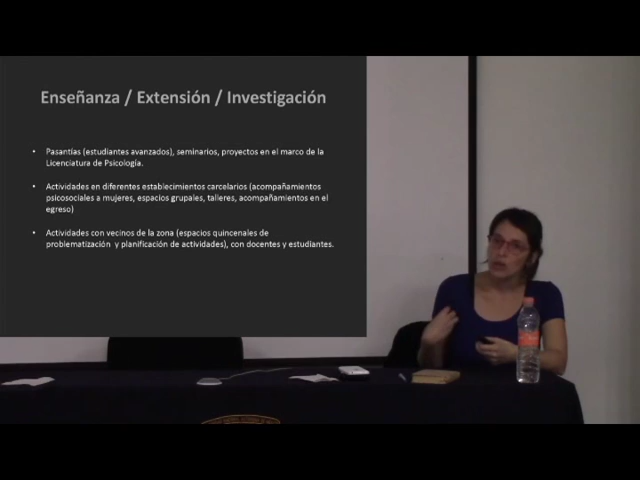 Enseñanza / Extensión / Investigación
• Pasantías (estudiantes avanzados), seminarios, proyectos en el marco de la
Licenciatura de Psicología.
• Actividades en diferentes establecimientos carcelarios (acompañamientos
psicosociales a mujeres, espacios grupales, talleres, acompañamientos en el
egreso)
• Actividades con vecinos de la zona (espacios quincenales de
problematización y planificación de actividades), con docentes y estudiantes.